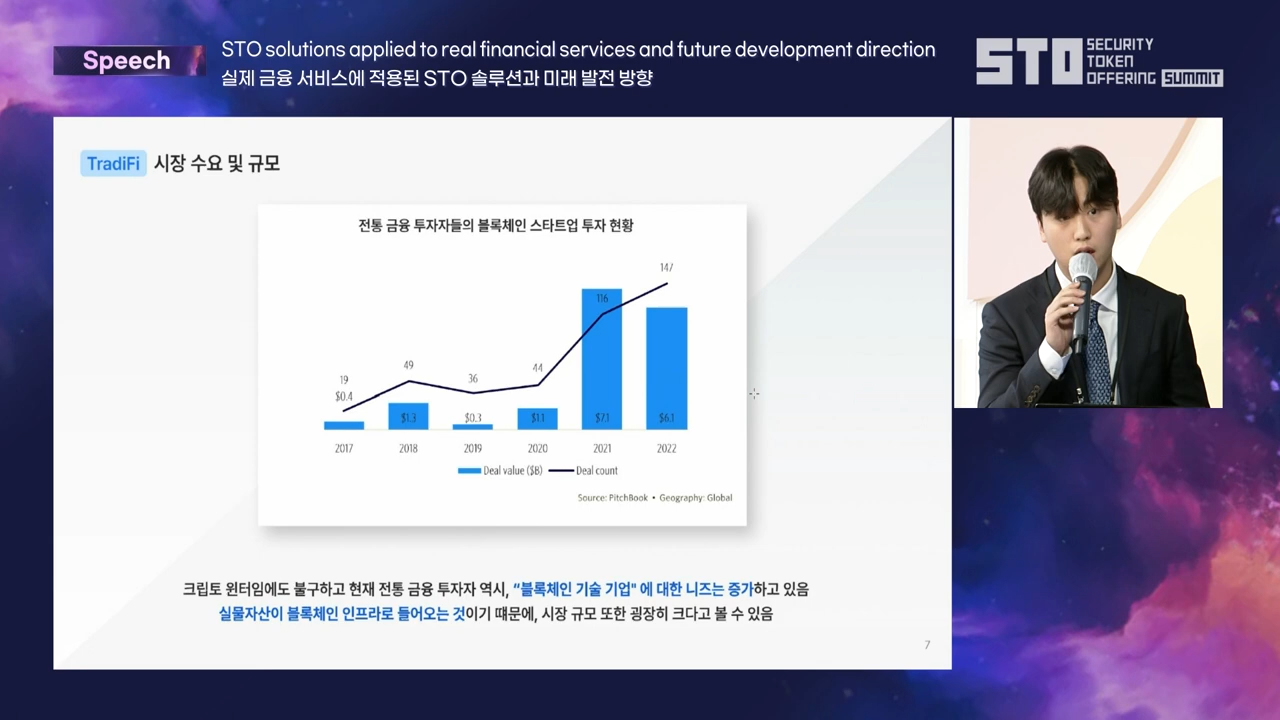 Speech
STO solutions applied to real financial services and future development direction
실제 금융 서비스에 적용된 STO 솔루션과 미래 발전 방향
STO SECURITY TOKEN OFFERING SUMMIT
TradiFi 시장 수요 및 규모
전통 금융 투자자들의 블록체인 스타트업 투자 현황
19
49
36
44
116
147
$0.4
$1.3
$0.3
$1.1
$7.1
$6.1
2017
2018
2019
2020
2021
2022
Deal value ($B)
Deal count
Source: PitchBook • Geography: Global
크립토 윈터임에도 불구하고 현재 전통 금융 투자자 역시, “블록체인 기술 기업" 에 대한 니즈는 증가하고 있음
실물자산이 블록체인 인프라로 들어오는 것이기 때문에, 시장 규모 또한 굉장히 크다고 볼 수 있음
7